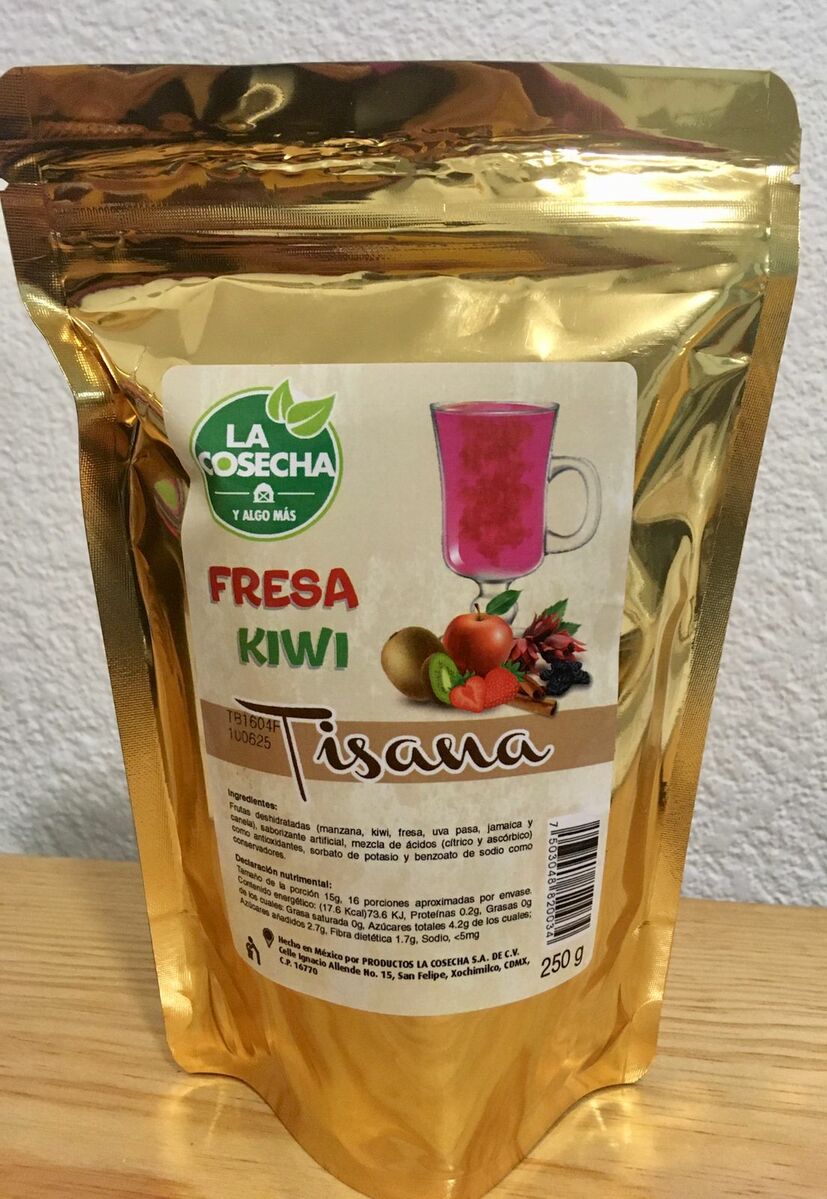 LA
COSECHA
Y ALGO MÁS
FRESA
KIWI
TB1604F
100625
Tisana
Ingredientes:
Frutas deshidratadas (manzana, kiwi, fresa, uva pasa, jamaica y
canela), saborizante artificial, mezcla de ácidos (cítrico y ascórbico)
como antioxidantes, sorbato de potasio y benzoato de sodio como
conservadores.
Declaración nutrimental:
Tamaño de la porción 15g, 16 porciones aproximadas por envase.
Contenido energético: (17.6 Kcal)73.6 KJ, Proteínas 0.2g, Grasas 0g
de los cuales: Grasa saturada 0g, Azúcares totales 4.2g de los cuales;
Azúcares añadidos 2.7g, Fibra dietética 1.7g, Sodio, <5mg
Hecho en México por PRODUCTOS LA COSECHA S.A. DE C.V.
Calle Ignacio Allende No. 15, San Felipe, Xochimilco, CDMX,
C.P. 16770
250 g
7 503048 820034